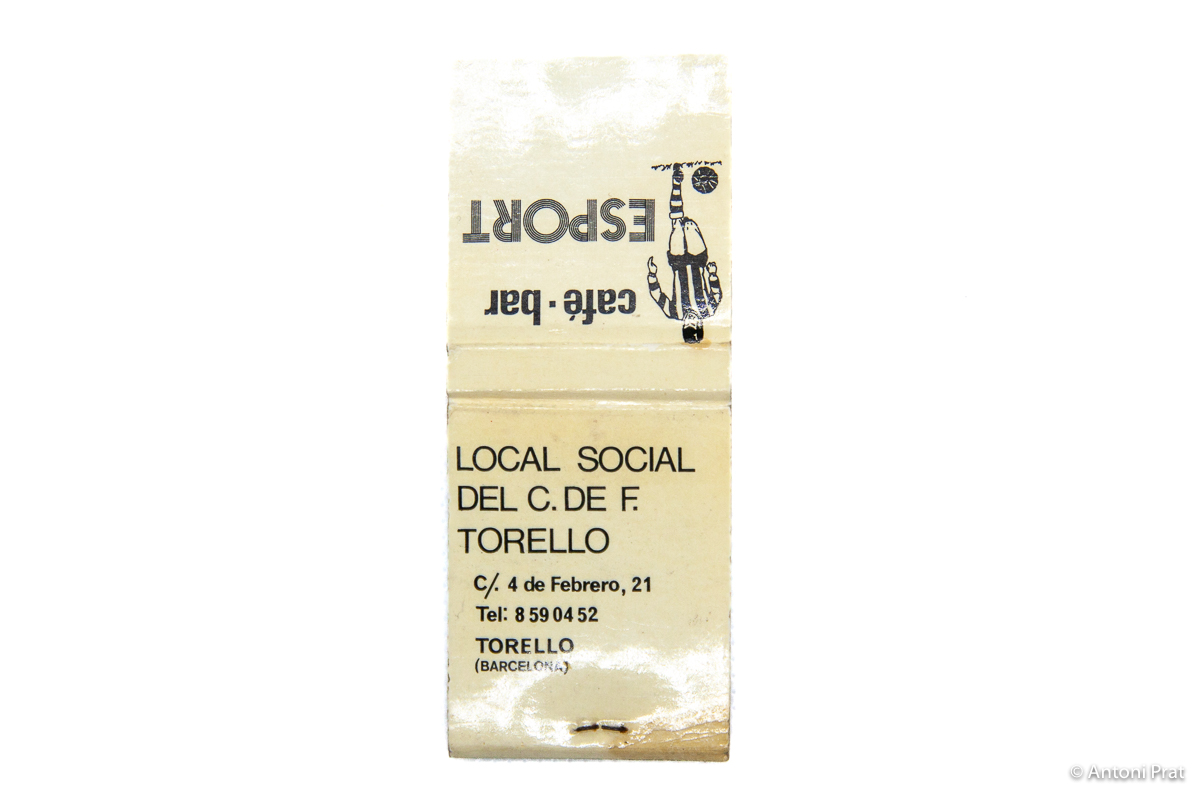 café·bar
ESPORT
LOCAL SOCIAL
DEL C. DE F.
TORELLO
C/. 4 de Febrero, 21
Tel: 8 59 04 52
TORELLO
(BARCELONA)
© Antoni Prat